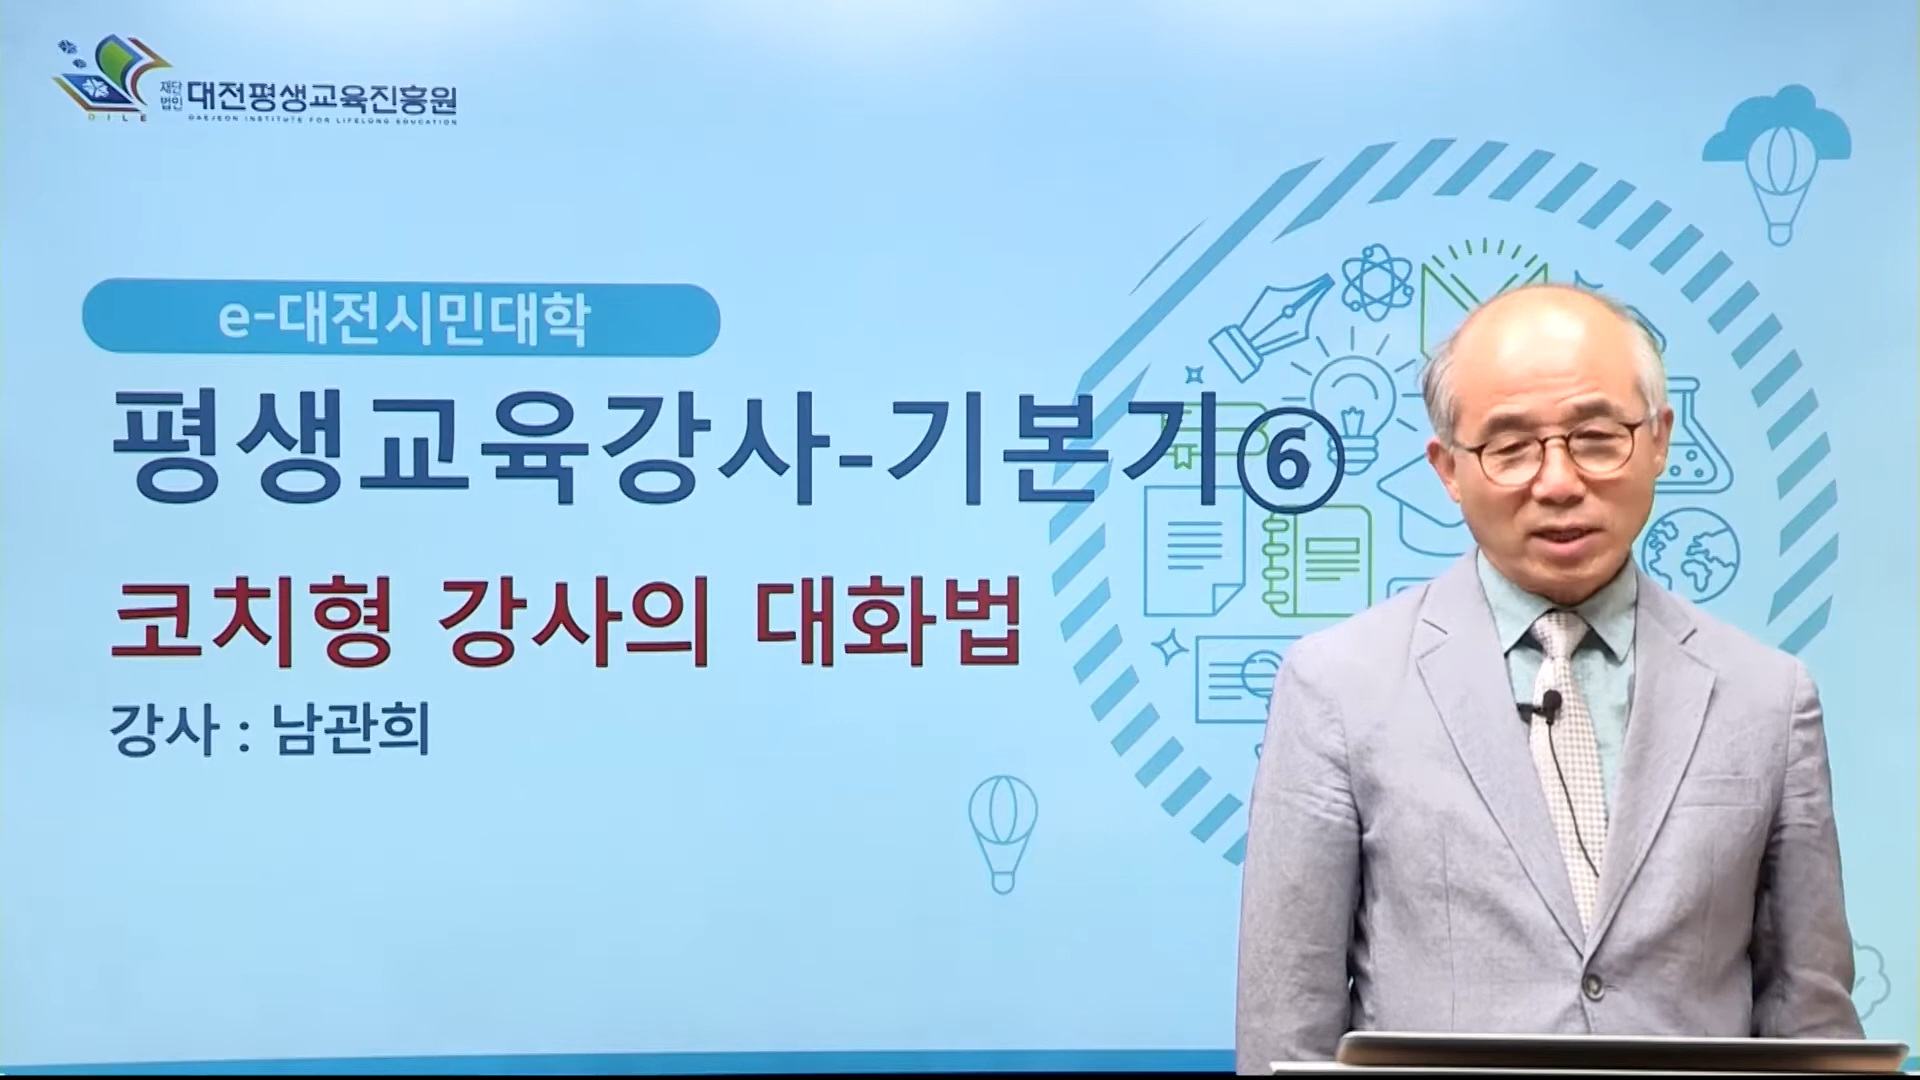 재단
법인
대전평생교육진흥원
DILE
DAEJEON INSTITUTE FOR LIFELONG EDUCATION
e-대전시민대학
평생교육강사-기본기⑥
코치형 강사의 대화법
강사 : 남관희